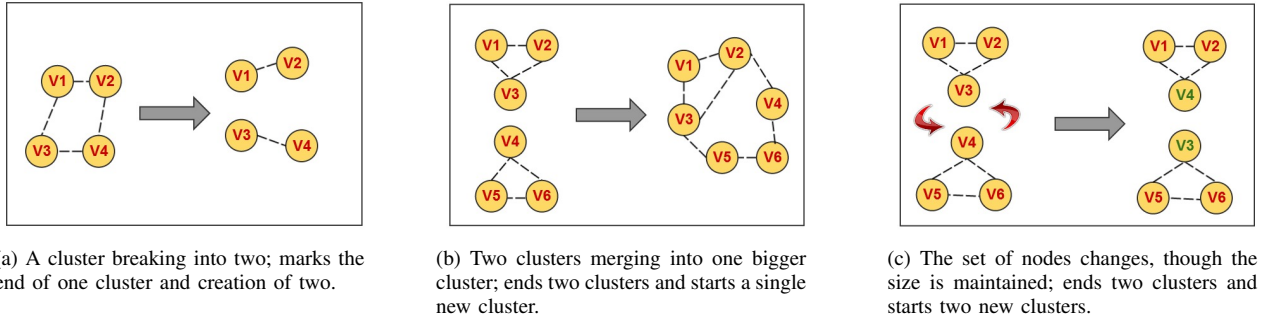 V1 V2
V3 V4
V1 V2
V3 V4
V1 V2
V3
V4
V5 V6
V1 V2
V3 V4
V5 V6
V1 V2
V3
V4
V5 V6
V1 V2
V4
V3
V5 V6
(a) A cluster breaking into two; marks the
end of one cluster and creation of two.
(b) Two clusters merging into one bigger
cluster; ends two clusters and starts a single
new cluster.
(c) The set of nodes changes, though the
size is maintained; ends two clusters and
starts two new clusters.